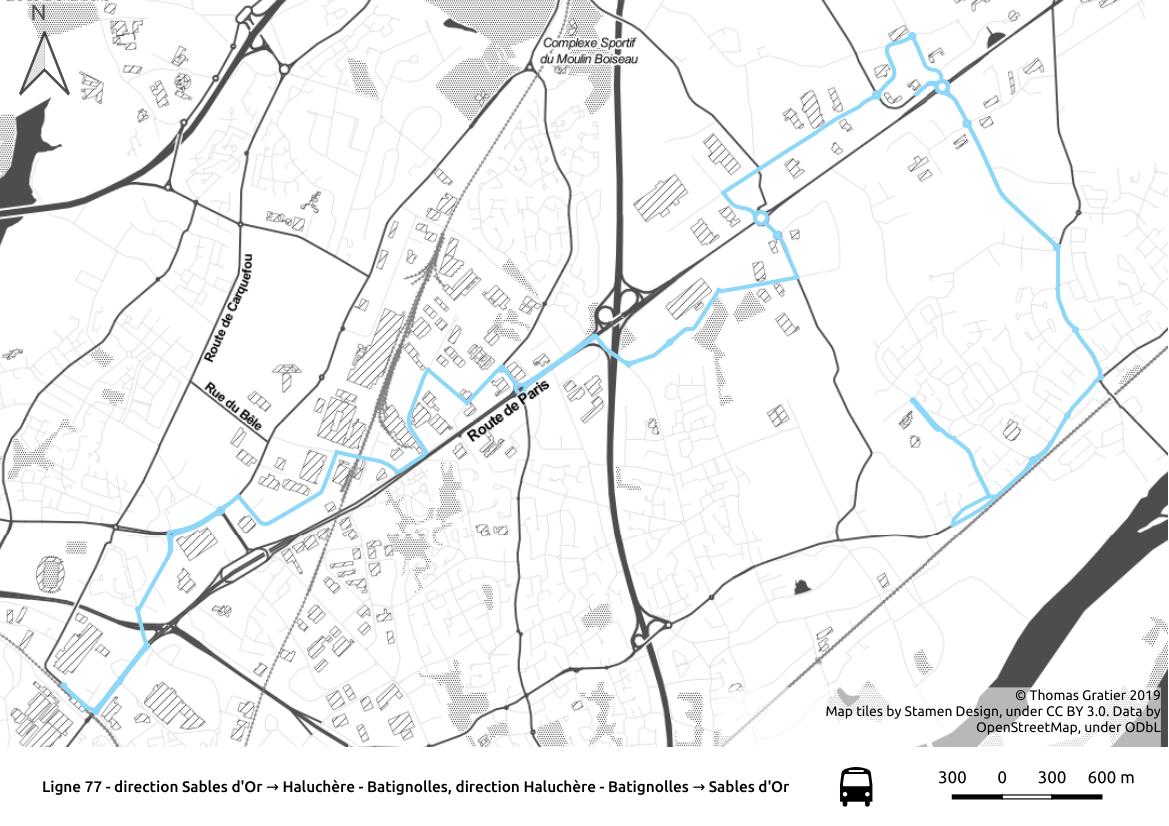 N
Complexe Sportif
du Moulin Boiseau
Route de Carquefou
Rue du Bêle
Route de Paris
© Thomas Gratier 2019
Map tiles by Stamen Design, under CC BY 3.0. Data by
OpenStreetMap, under ODbL
Ligne 77 - direction Sables d'Or → Haluchère - Batignolles, direction Haluchère - Batignolles → Sables d'Or
300 0 300 600 m